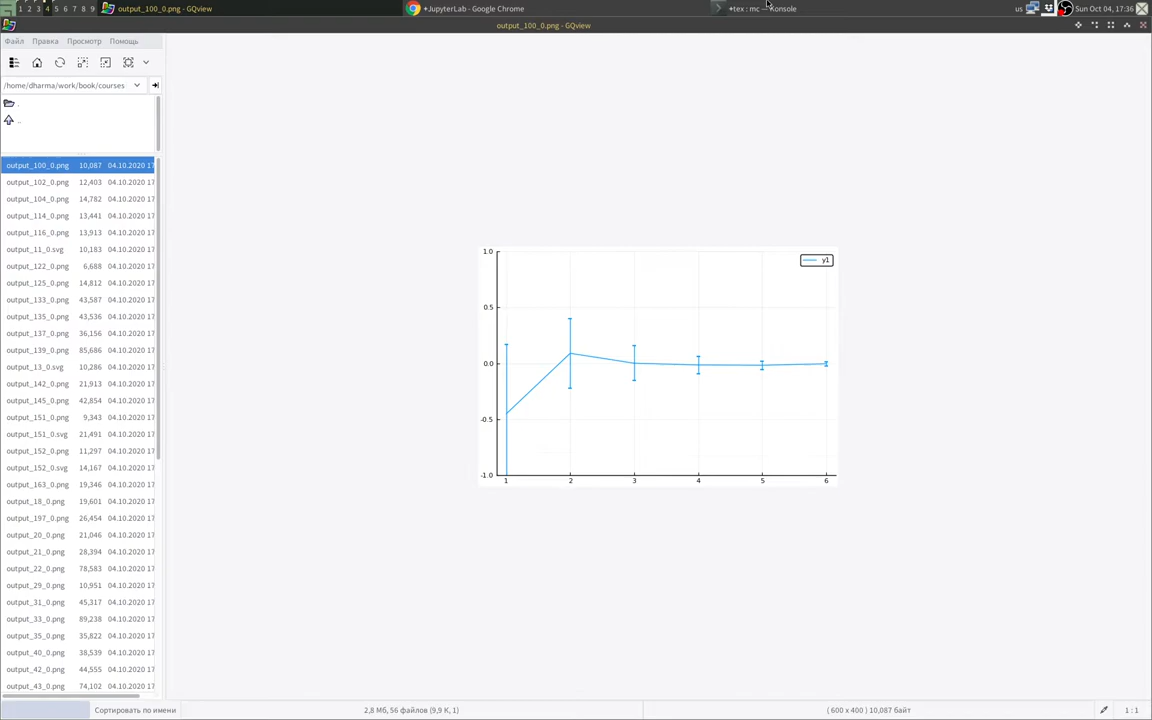 1 2 3 4 5 6 7 8 9 output_100_0.png - GQview +JupyterLab - Google Chrome +tex : mc — Konsole us Sun Oct 04, 17:36
output_100_0.png - GQview
Файл Правка Просмотр Помощь
/home/dharma/work/book/courses
.
..
output_100_0.png 10,087 04.10.2020 17
output_102_0.png 12,403 04.10.2020 17
output_104_0.png 14,782 04.10.2020 17
output_114_0.png 13,441 04.10.2020 17
output_116_0.png 13,913 04.10.2020 17
output_11_0.svg 10,183 04.10.2020 17
output_122_0.png 6,688 04.10.2020 17
output_125_0.png 14,812 04.10.2020 17
output_133_0.png 43,587 04.10.2020 17
output_135_0.png 43,536 04.10.2020 17
output_137_0.png 36,156 04.10.2020 17
output_139_0.png 85,686 04.10.2020 17
output_13_0.svg 10,286 04.10.2020 17
output_142_0.png 21,913 04.10.2020 17
output_145_0.png 42,854 04.10.2020 17
output_151_0.png 9,343 04.10.2020 17
output_151_0.svg 21,491 04.10.2020 17
output_152_0.png 11,297 04.10.2020 17
output_152_0.svg 14,167 04.10.2020 17
output_163_0.png 19,346 04.10.2020 17
output_18_0.png 19,601 04.10.2020 17
output_197_0.png 26,454 04.10.2020 17
output_20_0.png 21,046 04.10.2020 17
output_21_0.png 28,394 04.10.2020 17
output_22_0.png 78,583 04.10.2020 17
output_29_0.png 10,951 04.10.2020 17
output_31_0.png 45,317 04.10.2020 17
output_33_0.png 89,238 04.10.2020 17
output_35_0.png 35,822 04.10.2020 17
output_40_0.png 38,539 04.10.2020 17
output_42_0.png 44,555 04.10.2020 17
output_43_0.png 74,102 04.10.2020 17
1.0
y1
0.5
0.0
-0.5
-1.0
1 2 3 4 5 6
Сортировать по имени 2,8 Мб, 56 файлов (9,9 K, 1) ( 600 x 400 ) 10,087 байт 1 : 1